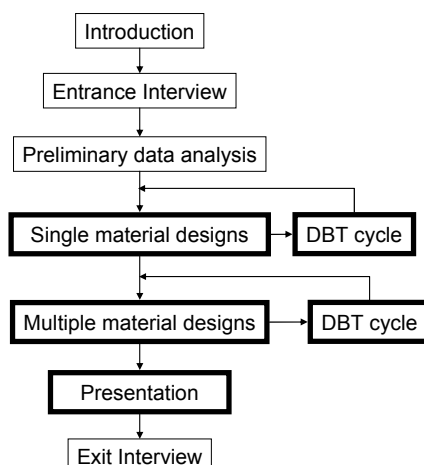 Introduction
Entrance Interview
Preliminary data analysis
Single material designs DBT cycle
Multiple material designs DBT cycle
Presentation
Exit Interview